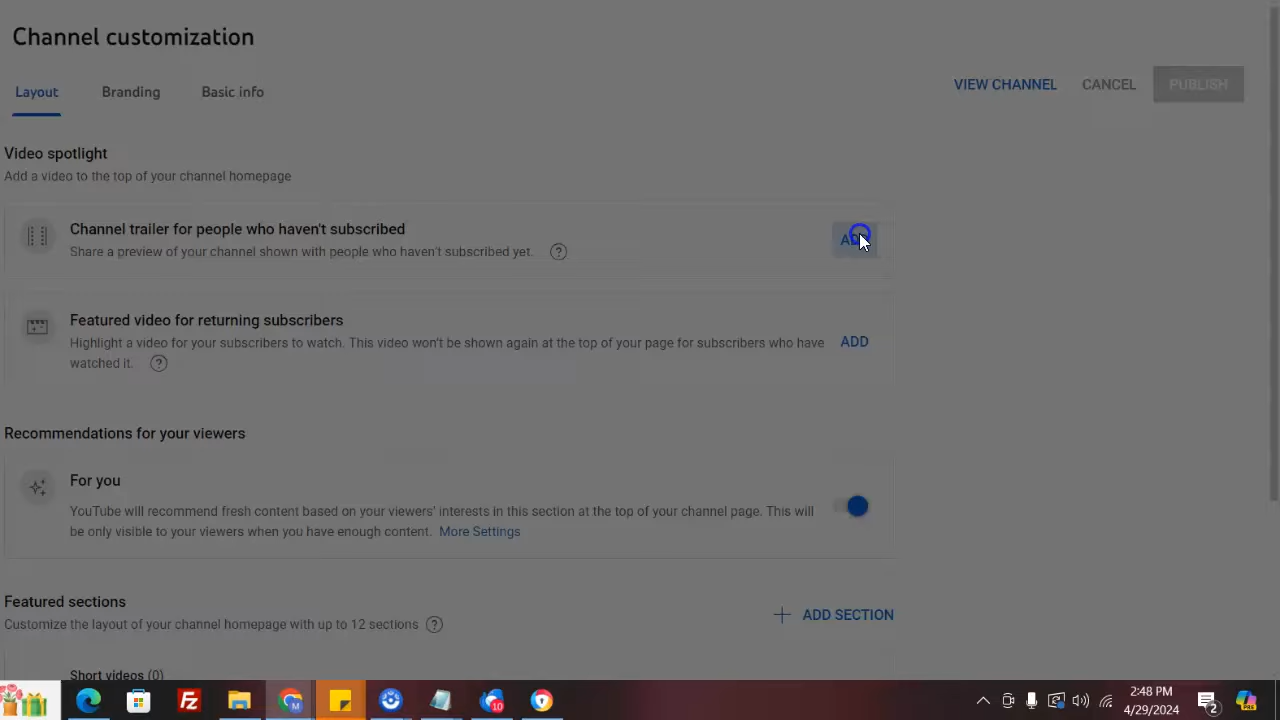 Channel customization
Layout
Branding
Basic info
VIEW CHANNEL
CANCEL
PUBLISH
Video spotlight
Add a video to the top of your channel homepage
Channel trailer for people who haven't subscribed
Share a preview of your channel shown with people who haven't subscribed yet.
ADD
Featured video for returning subscribers
Highlight a video for your subscribers to watch. This video won't be shown again at the top of your page for subscribers who have
watched it.
ADD
Recommendations for your viewers
For you
YouTube will recommend fresh content based on your viewers' interests in this section at the top of your channel page. This will
be only visible to your viewers when you have enough content. More Settings
Featured sections
Customize the layout of your channel homepage with up to 12 sections
ADD SECTION
Short videos (0)
10
2:48 PM
4/29/2024
2
PRE